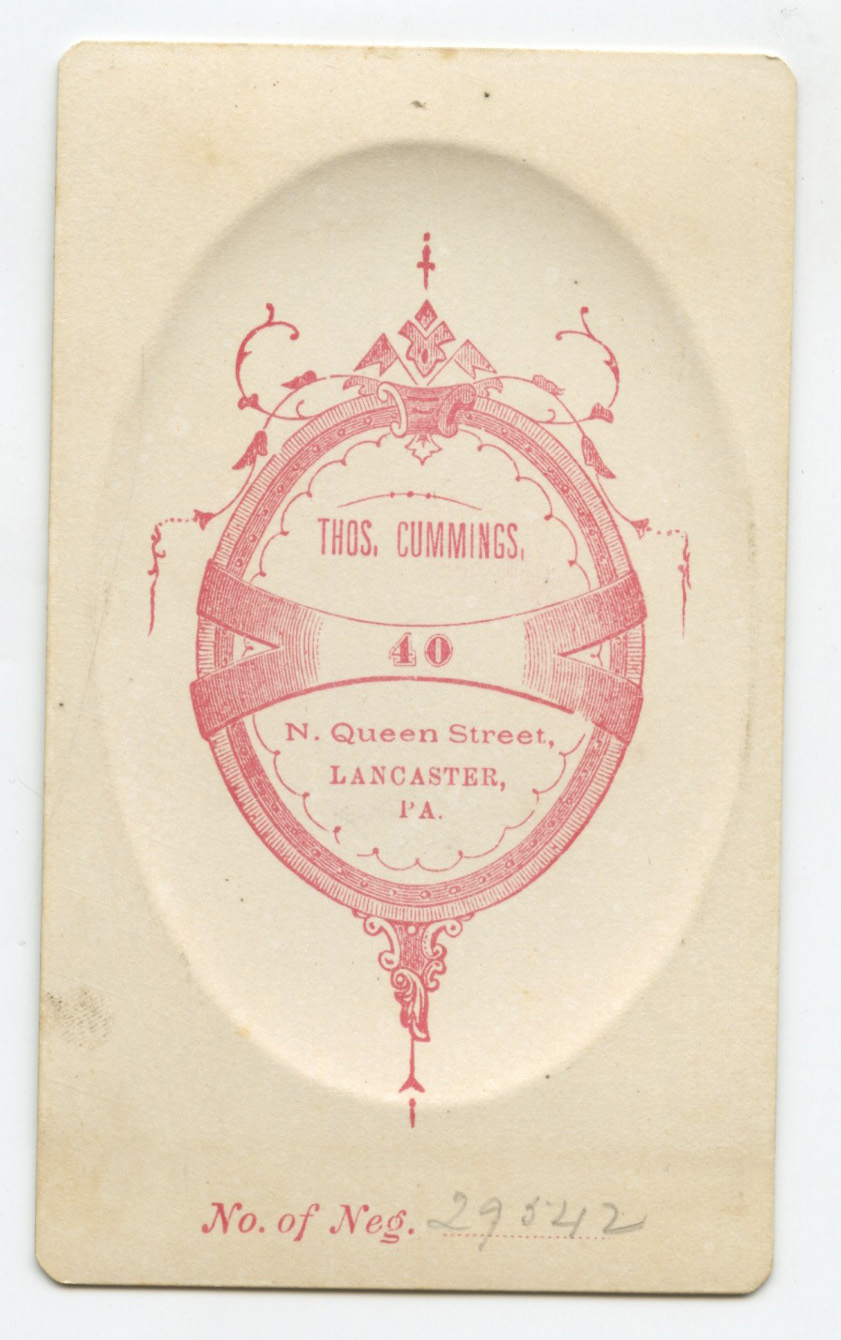 THOS. CUMMINGS,
40
N. Queen Street,
LANCASTER,
PA.
No. of Neg. 29542